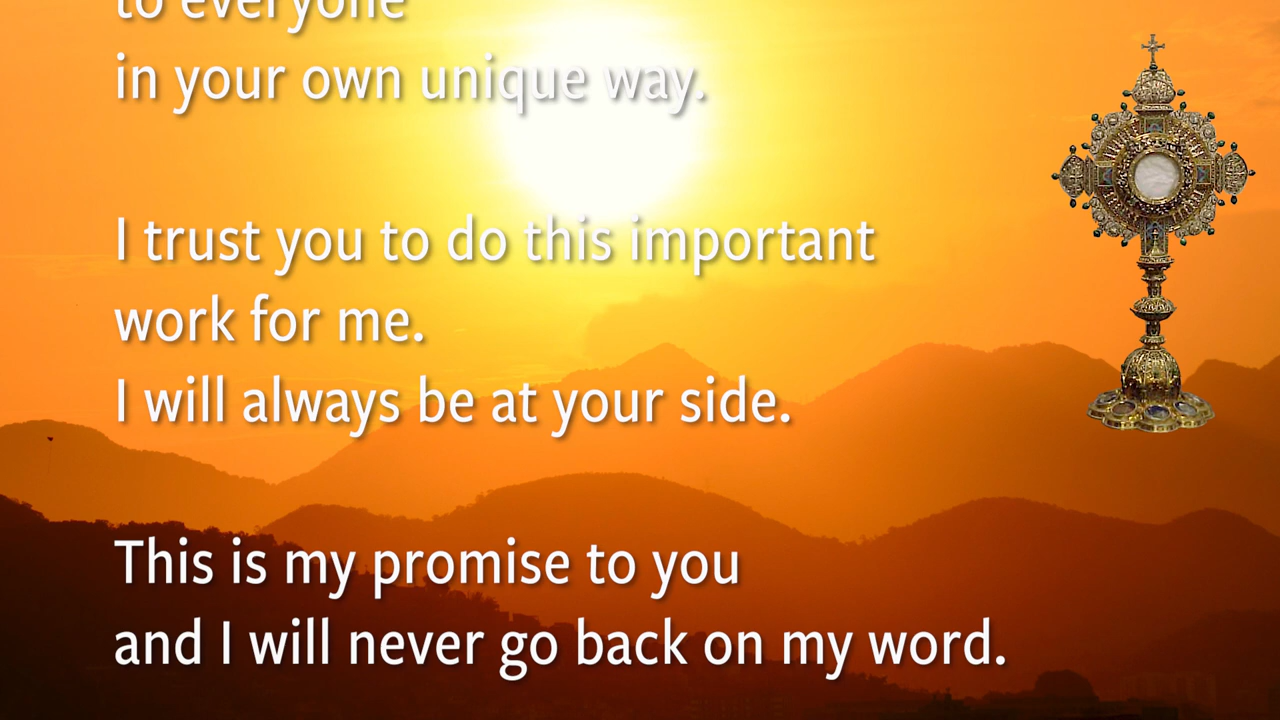 to everyone
in your own unique way.
I trust you to do this important
work for me.
I will always be at your side.
This is my promise to you
and I will never go back on my word.